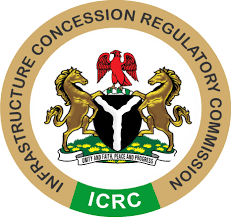 INFRASTRUCTURE CONCESSION REGULATORY COMMISSION
UNITY AND FAITH, PEACE AND PROGRESS
ICRC